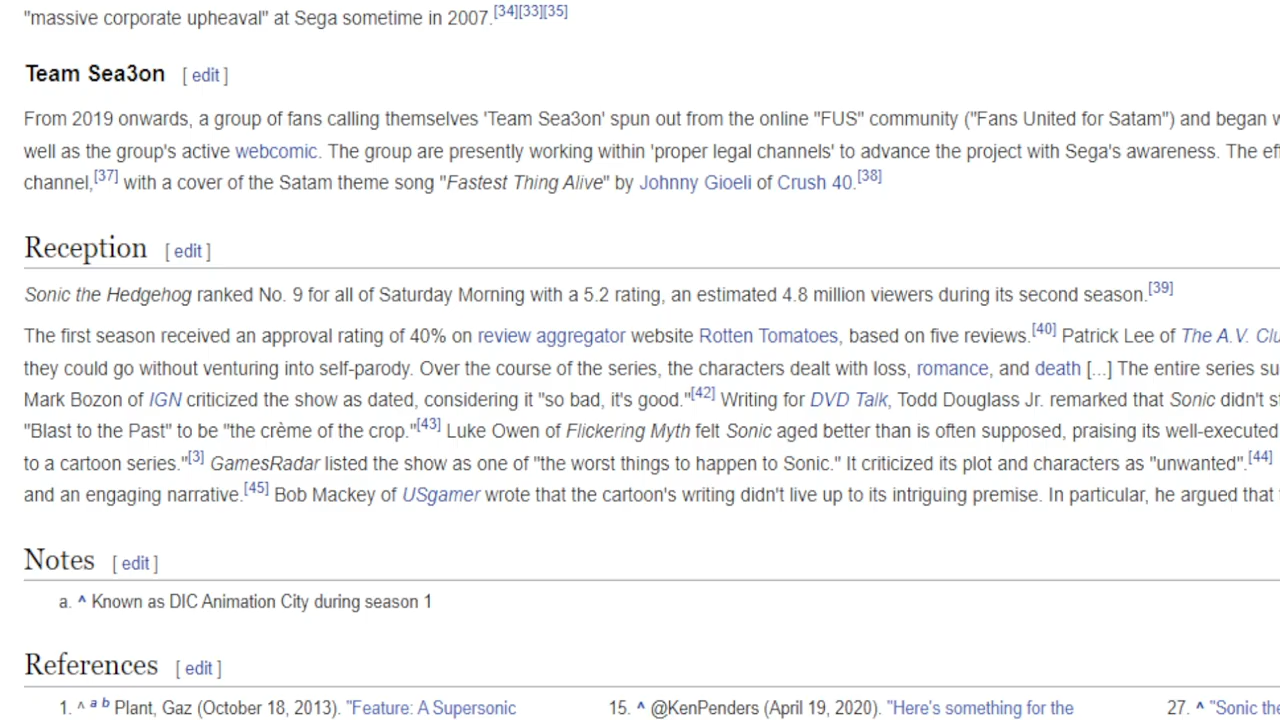 "massive corporate upheaval" at Sega sometime in 2007.[34][33][35]
Team Sea3on [ edit ]
From 2019 onwards, a group of fans calling themselves 'Team Sea3on' spun out from the online "FUS" community ("Fans United for Satam") and began
well as the group's active webcomic. The group are presently working within 'proper legal channels' to advance the project with Sega's awareness. The
channel,[37] with a cover of the Satam theme song "Fastest Thing Alive" by Johnny Gioeli of Crush 40.[38]
Reception [ edit ]
Sonic the Hedgehog ranked No. 9 for all of Saturday Morning with a 5.2 rating, an estimated 4.8 million viewers during its second season.[39]
The first season received an approval rating of 40% on review aggregator website Rotten Tomatoes, based on five reviews.[40] Patrick Lee of The A.V.
they could go without venturing into self-parody. Over the course of the series, the characters dealt with loss, romance, and death [...] The entire series
Mark Bozon of IGN criticized the show as dated, considering it "so bad, it's good."[42] Writing for DVD Talk, Todd Douglass Jr. remarked that Sonic didn't
"Blast to the Past" to be "the crème of the crop."[43] Luke Owen of Flickering Myth felt Sonic aged better than is often supposed, praising its well-executed
to a cartoon series."[3] GamesRadar listed the show as one of "the worst things to happen to Sonic." It criticized its plot and characters as "unwanted".[44]
and an engaging narrative.[45] Bob Mackey of USgamer wrote that the cartoon's writing didn't live up to its intriguing premise. In particular, he argued that
Notes [ edit ]
a. ^ Known as DIC Animation City during season 1
References [ edit ]
1. ^ a b Plant, Gaz (October 18, 2013). "Feature: A Supersonic
15. ^ @KenPenders (April 19, 2020). "Here's something for the
27. ^ "Sonic the